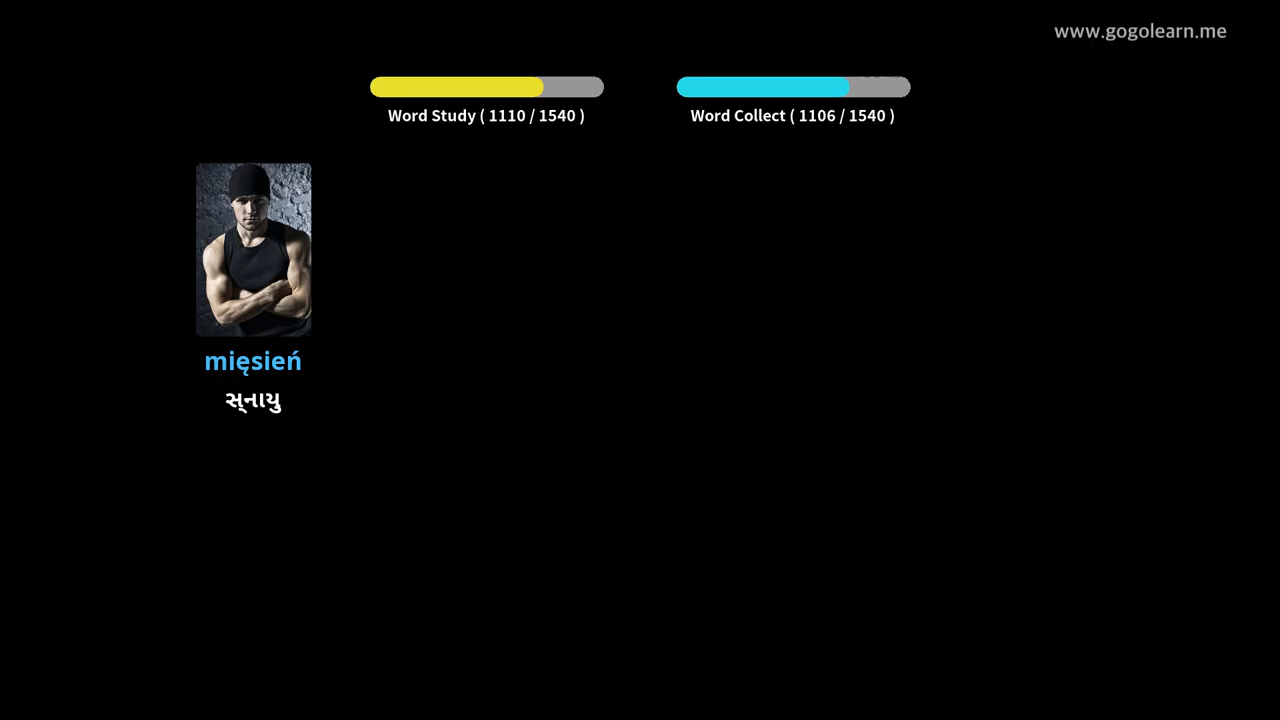 www.gogolearn.me
Word Study ( 1110 / 1540 )
Word Collect ( 1106 / 1540 )
mięsień
સ્નાયુ